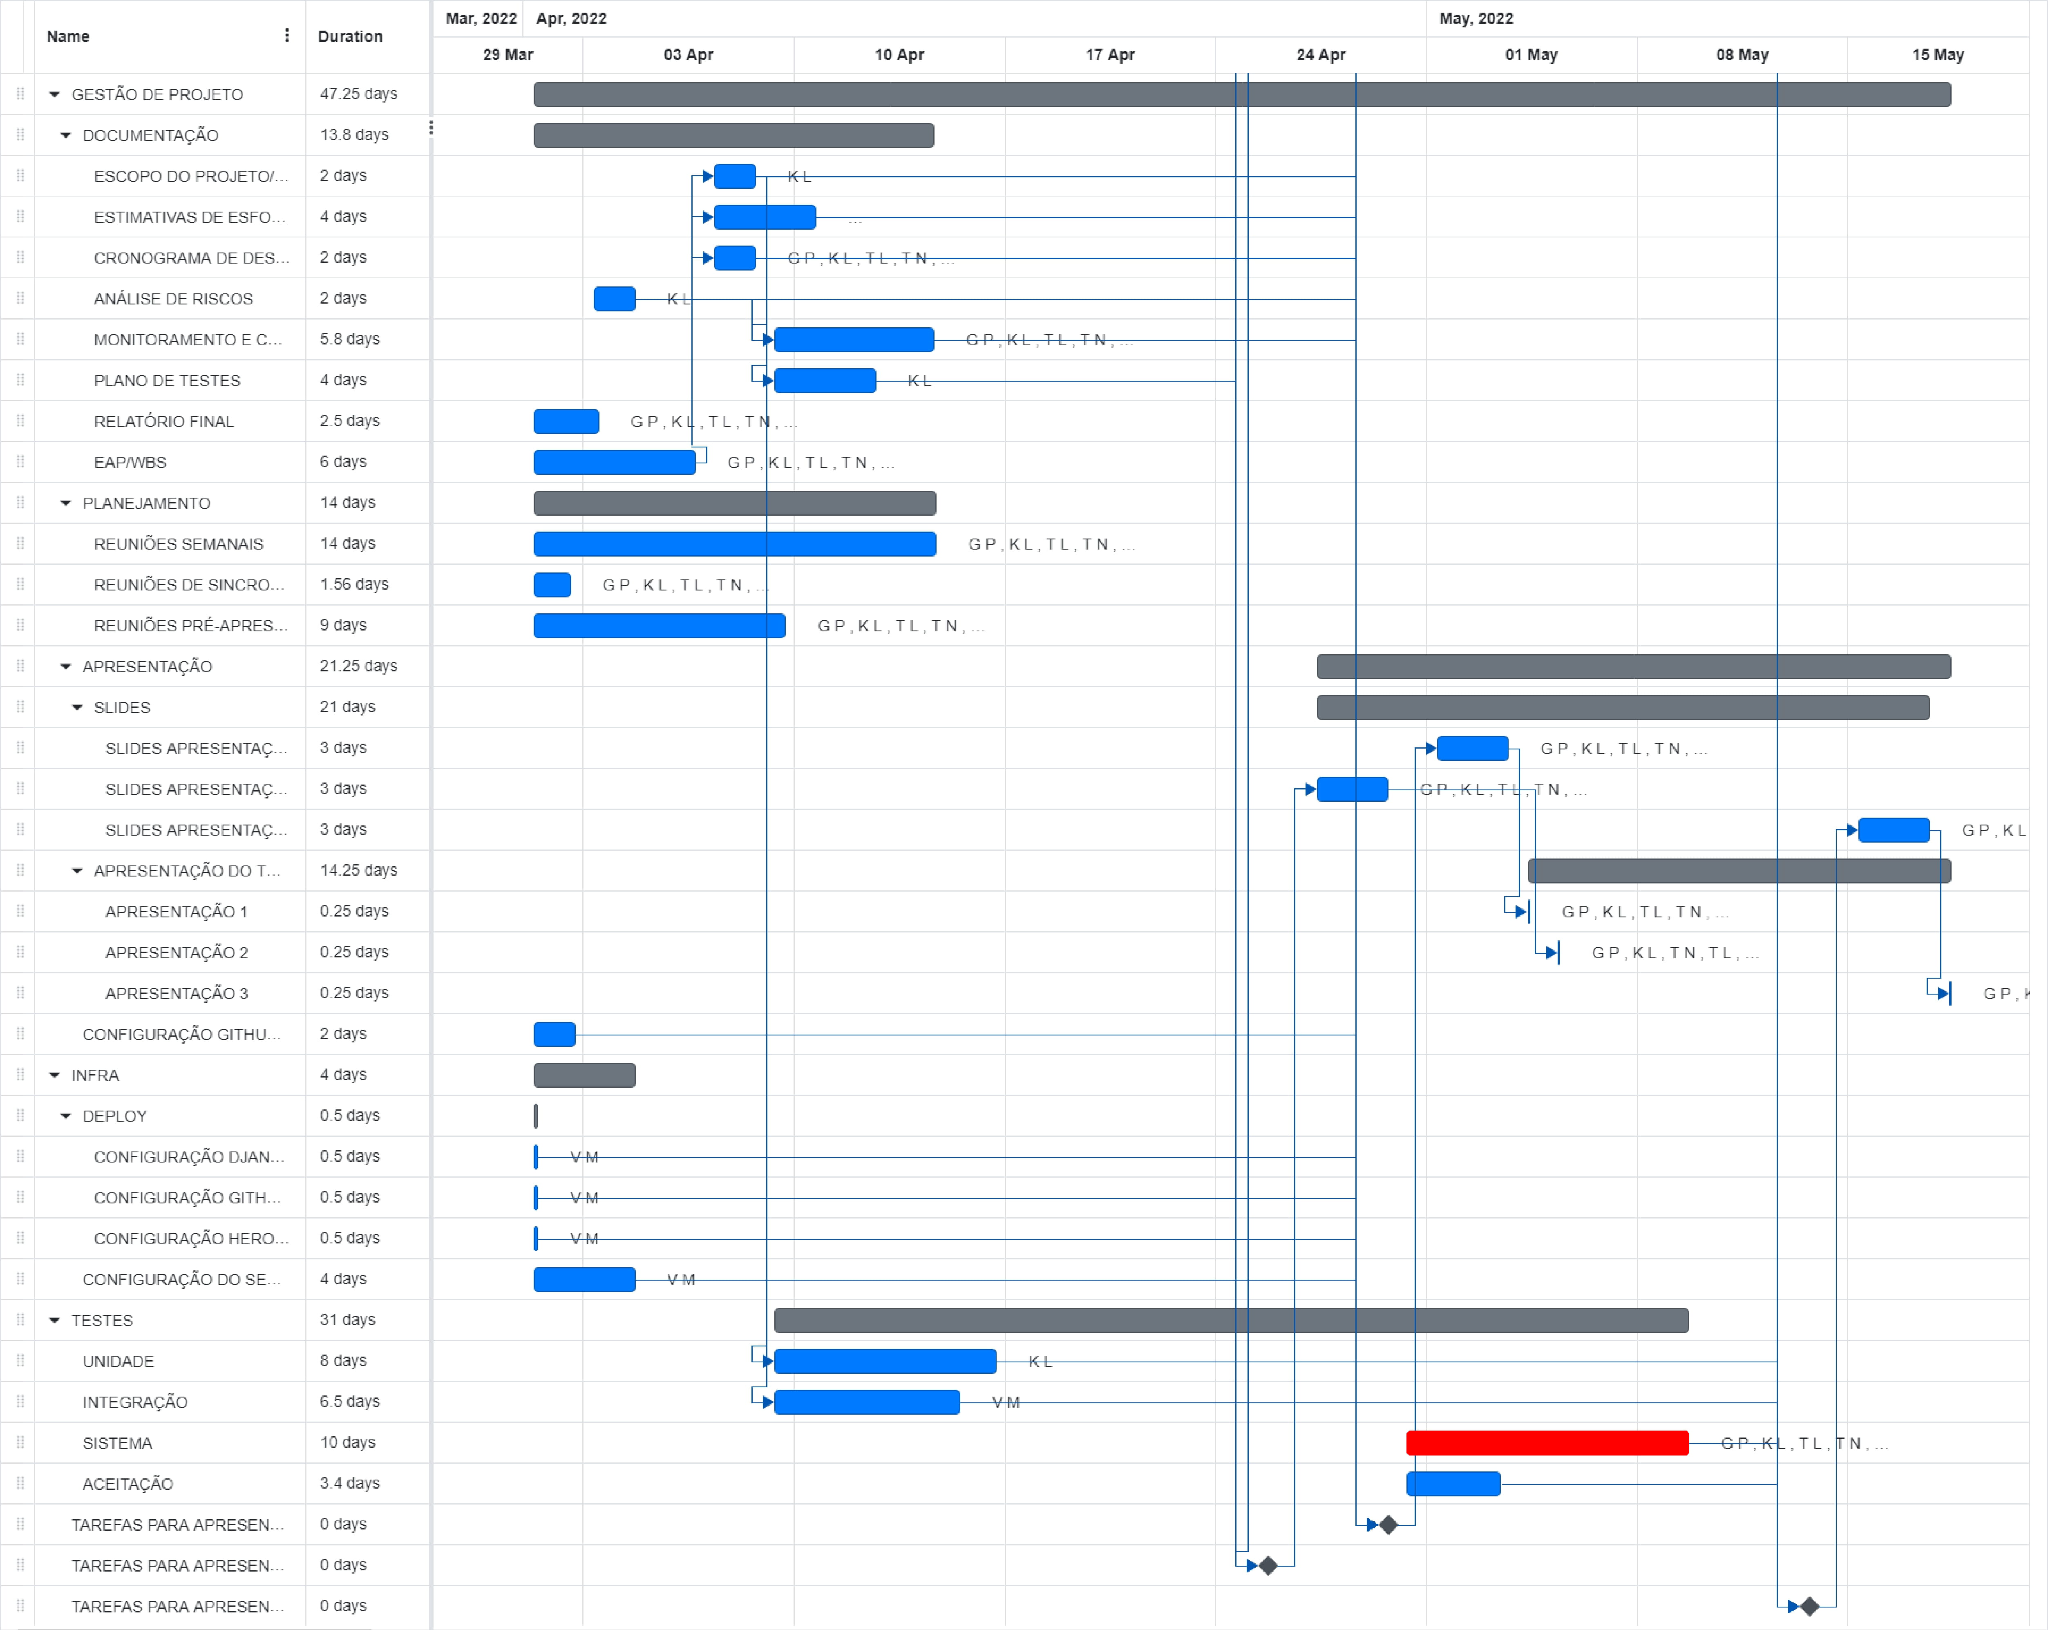 Mar, 2022 Apr, 2022 May, 2022
Name Duration
29 Mar 03 Apr 10 Apr 17 Apr 24 Apr 01 May 08 May 15 May
GESTÃO DE PROJETO 47.25 days
DOCUMENTAÇÃO 13.8 days
ESCOPO DO PROJETO/... 2 days KL
ESTIMATIVAS DE ESFO... 4 days ...
CRONOGRAMA DE DES... 2 days GP,KL,TL,TN,...
ANÁLISE DE RISCOS 2 days KL
MONITORAMENTO E C... 5.8 days GP,KL,TL,TN,...
PLANO DE TESTES 4 days KL
RELATÓRIO FINAL 2.5 days GP,KL,TL,TN,...
EAP/WBS 6 days GP,KL,TL,TN,...
PLANEJAMENTO 14 days
REUNIÕES SEMANAIS 14 days GP,KL,TL,TN,...
REUNIÕES DE SINCRO... 1.56 days GP,KL,TL,TN,...
REUNIÕES PRÉ-APRES... 9 days GP,KL,TL,TN,...
APRESENTAÇÃO 21.25 days
SLIDES 21 days
SLIDES APRESENTAÇ... 3 days GP,KL,TL,TN,...
SLIDES APRESENTAÇ... 3 days GP,KL,TL,TN,...
SLIDES APRESENTAÇ... 3 days GP,KL
APRESENTAÇÃO DO T... 14.25 days
APRESENTAÇÃO 1 0.25 days GP,KL,TL,TN,...
APRESENTAÇÃO 2 0.25 days GP,KL,TN,TL,...
APRESENTAÇÃO 3 0.25 days GP,K
CONFIGURAÇÃO GITHU... 2 days
INFRA 4 days
DEPLOY 0.5 days
CONFIGURAÇÃO DJAN... 0.5 days VM
CONFIGURAÇÃO GITH... 0.5 days VM
CONFIGURAÇÃO HERO... 0.5 days VM
CONFIGURAÇÃO DO SE... 4 days VM
TESTES 31 days
UNIDADE 8 days KL
INTEGRAÇÃO 6.5 days VM
SISTEMA 10 days GP,KL,TL,TN,...
ACEITAÇÃO 3.4 days
TAREFAS PARA APRESEN... 0 days
TAREFAS PARA APRESEN... 0 days
TAREFAS PARA APRESEN... 0 days